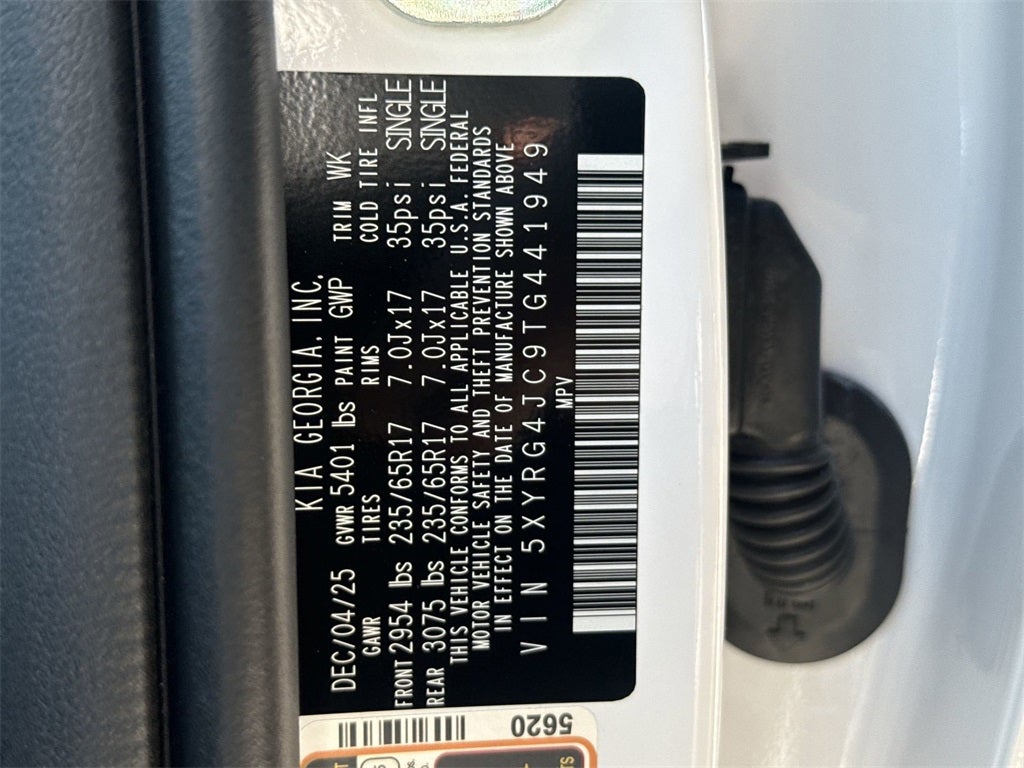 KIA GEORGIA, INC.
DEC/04/25 GVWR 5401 lbs PAINT GWP TRIM WK
GAWR TIRES RIMS COLD TIRE INFL
FRONT 2954 lbs 235/65R17 7.0Jx17 35psi SINGLE
REAR 3075 lbs 235/65R17 7.0Jx17 35psi SINGLE
THIS VEHICLE CONFORMS TO ALL APPLICABLE U.S.A. FEDERAL
MOTOR VEHICLE SAFETY AND THEFT PREVENTION STANDARDS
IN EFFECT ON THE DATE OF MANUFACTURE SHOWN ABOVE
VIN 5XYRG4JC9TG441949
MPV
5620